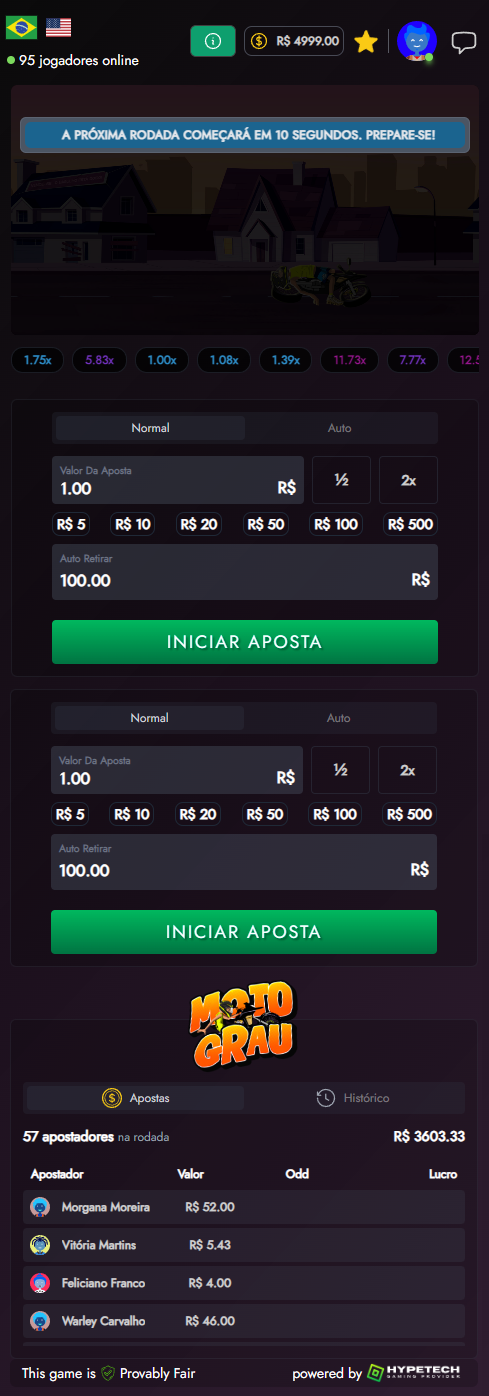 R$ 4999.00
95 jogadores online
A PRÓXIMA RODADA COMEÇARÁ EM 10 SEGUNDOS. PREPARE-SE!
1.75x 5.83x 1.00x 1.08x 1.39x 11.73x 7.77x 12.5
Normal Auto
Valor Da Aposta
1.00 R$ ½ 2x
R$ 5 R$ 10 R$ 20 R$ 50 R$ 100 R$ 500
Auto Retirar
100.00 R$
INICIAR APOSTA
Normal Auto
Valor Da Aposta
1.00 R$ ½ 2x
R$ 5 R$ 10 R$ 20 R$ 50 R$ 100 R$ 500
Auto Retirar
100.00 R$
INICIAR APOSTA
MOTO
GRAU
Apostas Histórico
57 apostadores na rodada R$ 3603.33
Apostador Valor Odd Lucro
Morgana Moreira R$ 52.00
Vitória Martins R$ 5.43
Feliciano Franco R$ 4.00
Warley Carvalho R$ 46.00
This game is Provably Fair powered by HYPETECH
GAMING PROVIDER